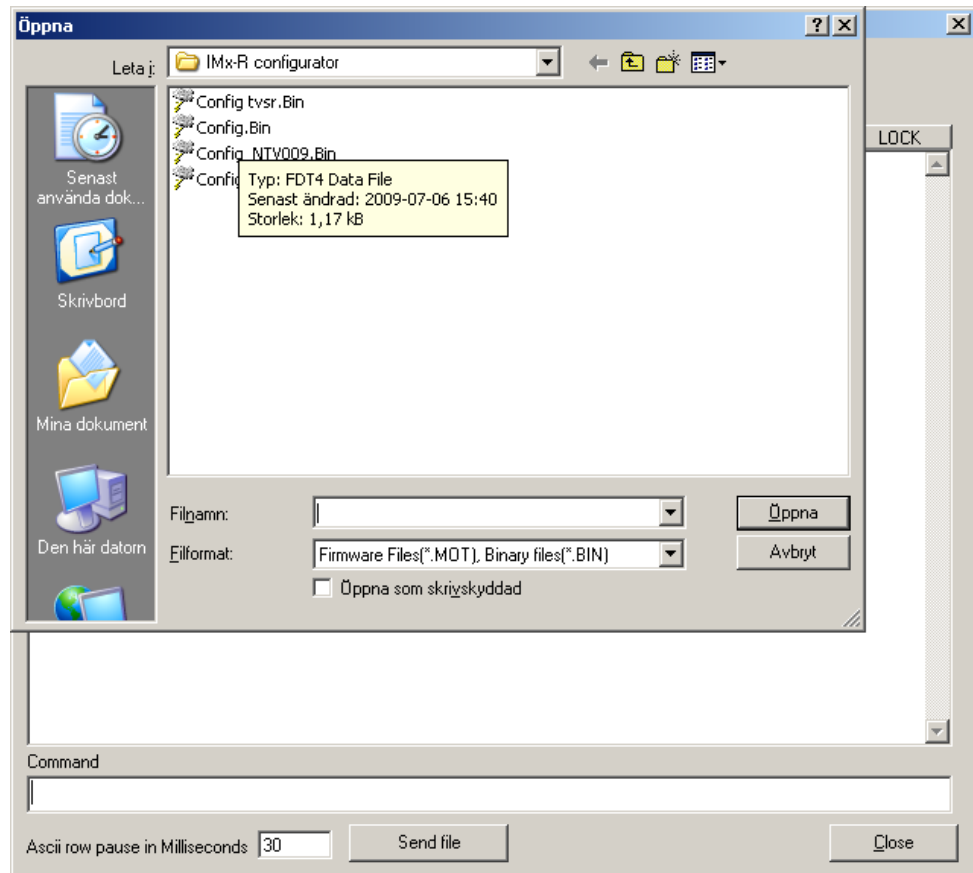 Öppna
Leta i:
IMx-R configurator
Config tvsr.Bin
Config.Bin
Config_NTV009.Bin
Config
Typ: FDT4 Data File
Senast ändrad: 2009-07-06 15:40
Storlek: 1,17 kB
LOCK
Senast
använda dok...
Skrivbord
Mina dokument
Den här datorn
Filnamn:
Öppna
Filformat:
Firmware Files(*.MOT), Binary files(*.BIN)
Avbryt
Öppna som skrivskyddad
Command
Ascii row pause in Milliseconds
30
Send file
Close